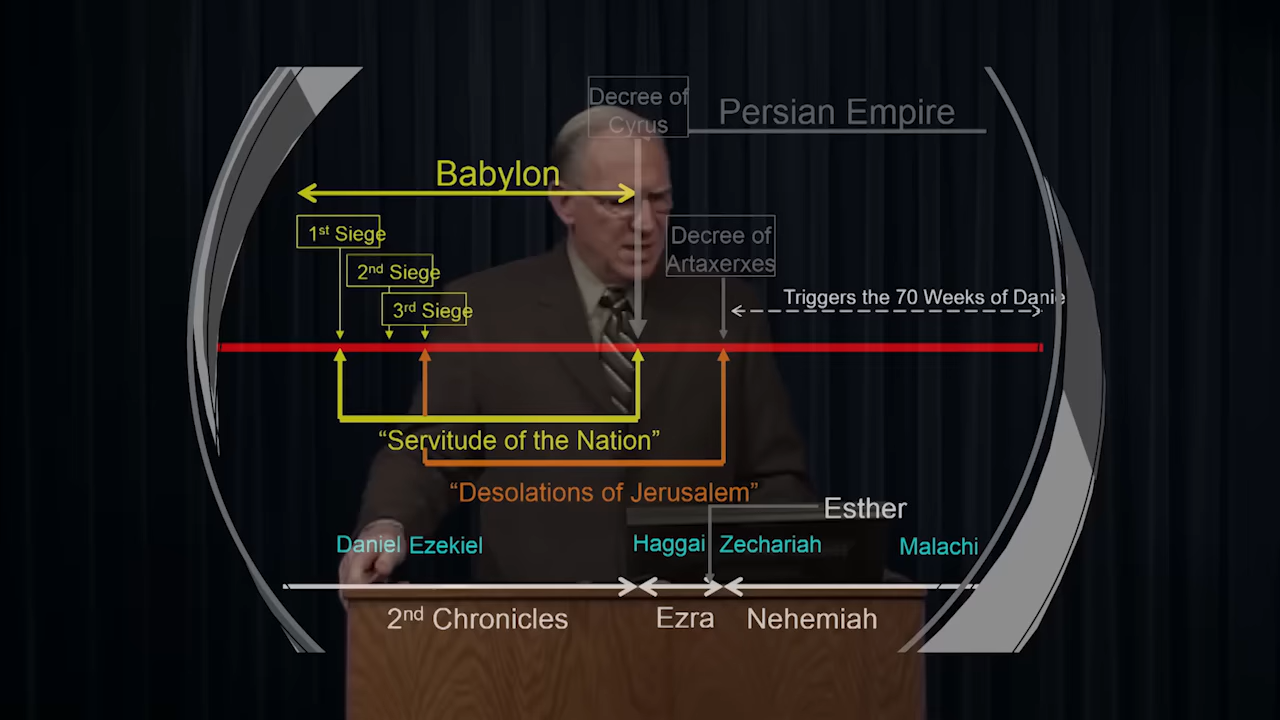 Decree of
Cyrus
Persian Empire
Babylon
1st Siege
2nd Siege
3rd Siege
Decree of
Artaxerxes
Triggers the 70 Weeks of Danie
“Servitude of the Nation”
“Desolations of Jerusalem”
Esther
Daniel Ezekiel Haggai Zechariah Malachi
2nd Chronicles Ezra Nehemiah